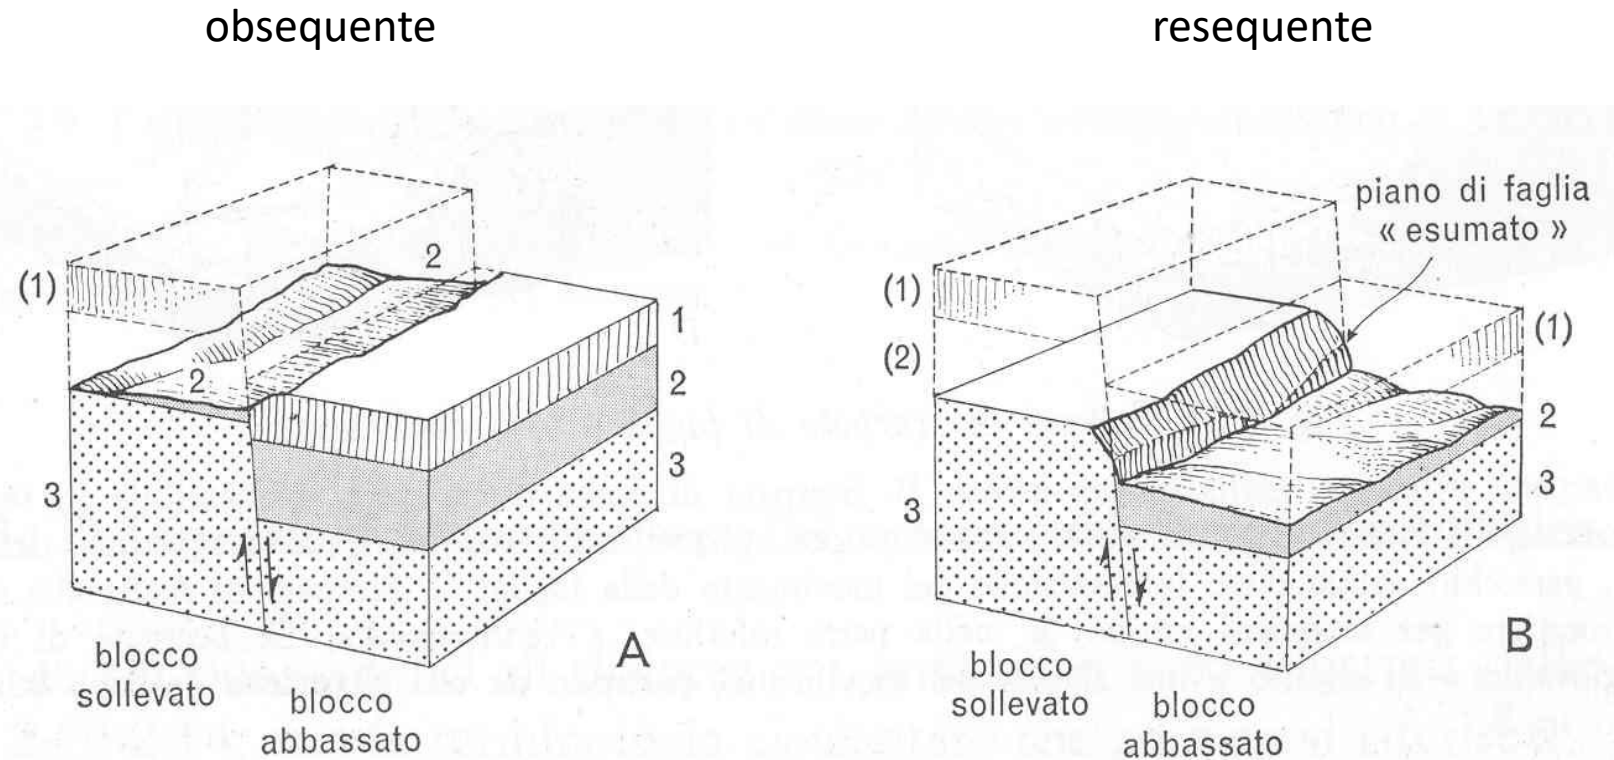 obsequente
resequente
piano di faglia
« esumato »
2
(1)
1
2
2
3
3
(1)
(1)
(2)
2
3
3
blocco
sollevato
blocco
abbassato
A
blocco
sollevato
blocco
abbassato
B